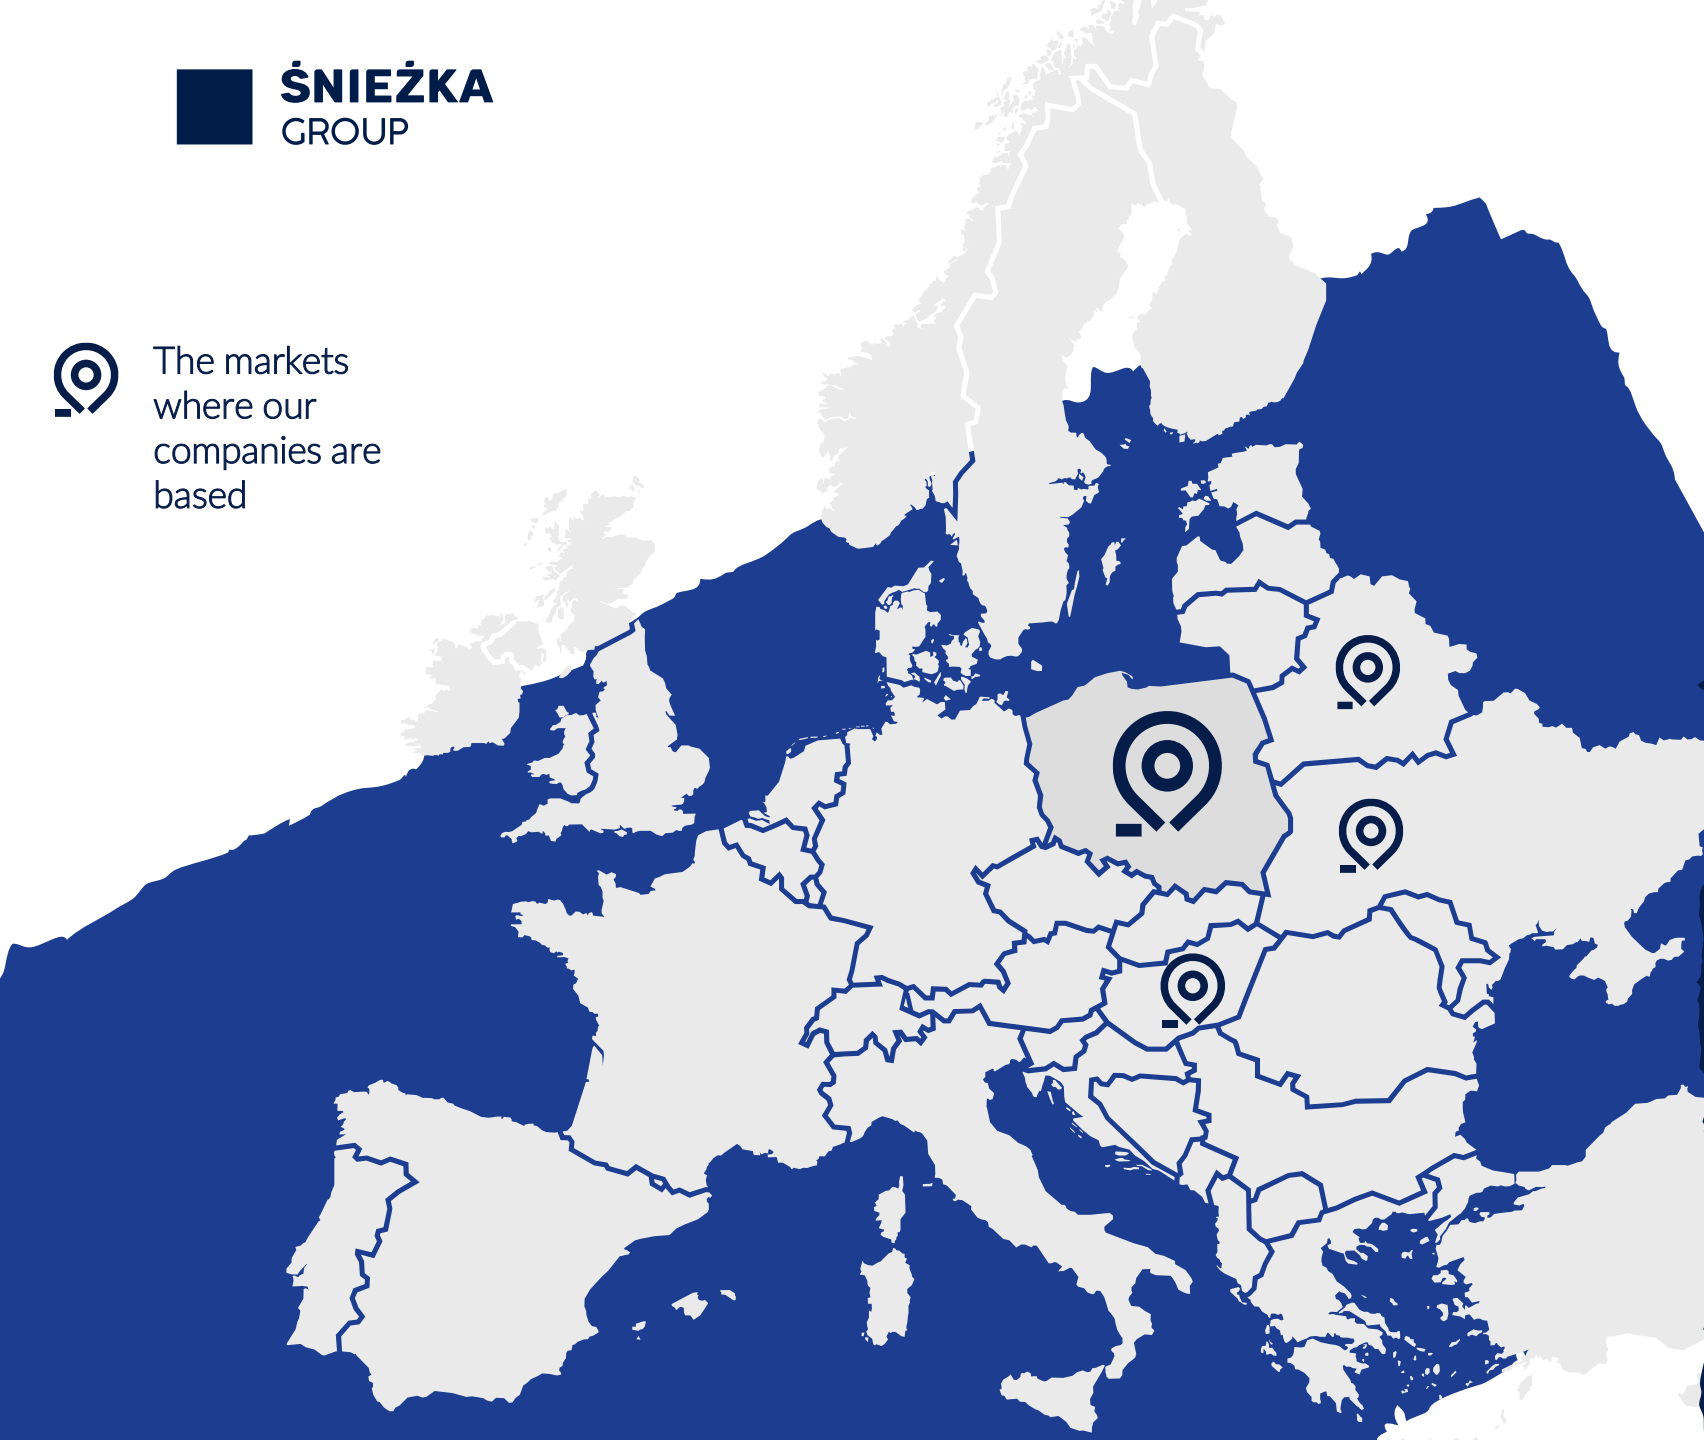 ŚNIEŻKA
GROUP
The markets
where our
companies are
based